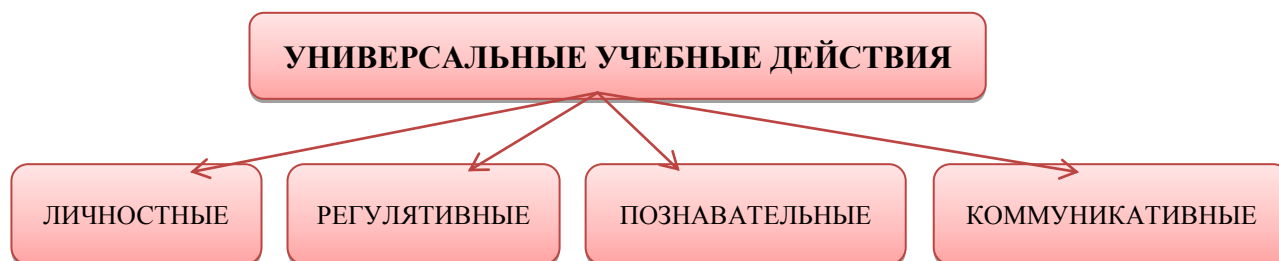 УНИВЕРСАЛЬНЫЕ УЧЕБНЫЕ ДЕЙСТВИЯ
ЛИЧНОСТНЫЕ
РЕГУЛЯТИВНЫЕ
ПОЗНАВАТЕЛЬНЫЕ
КОММУНИКАТИВНЫЕ